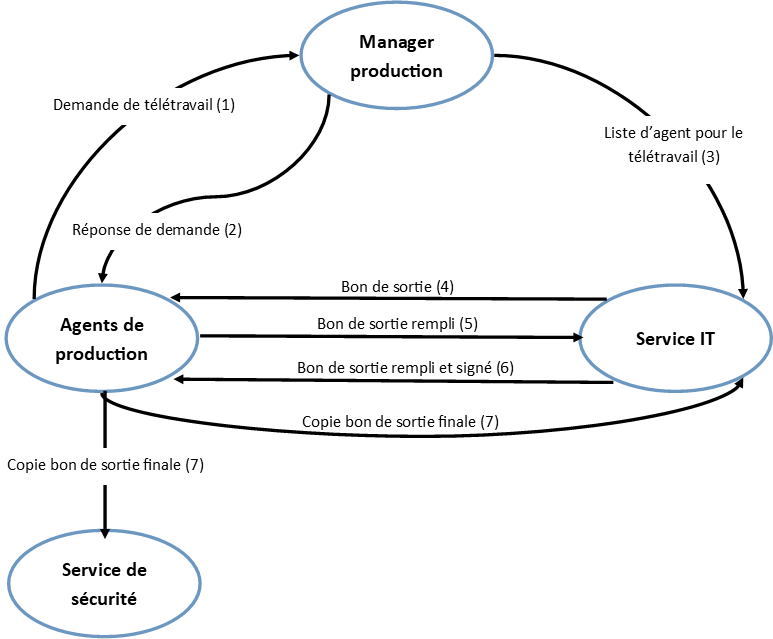 Manager
production
Demande de télétravail (1)
Liste d’agent pour le
télétravail (3)
Réponse de demande (2)
Bon de sortie (4)
Agents de
production
Bon de sortie rempli (5)
Service IT
Bon de sortie rempli et signé (6)
Copie bon de sortie finale (7)
Copie bon de sortie finale (7)
Service de
sécurité